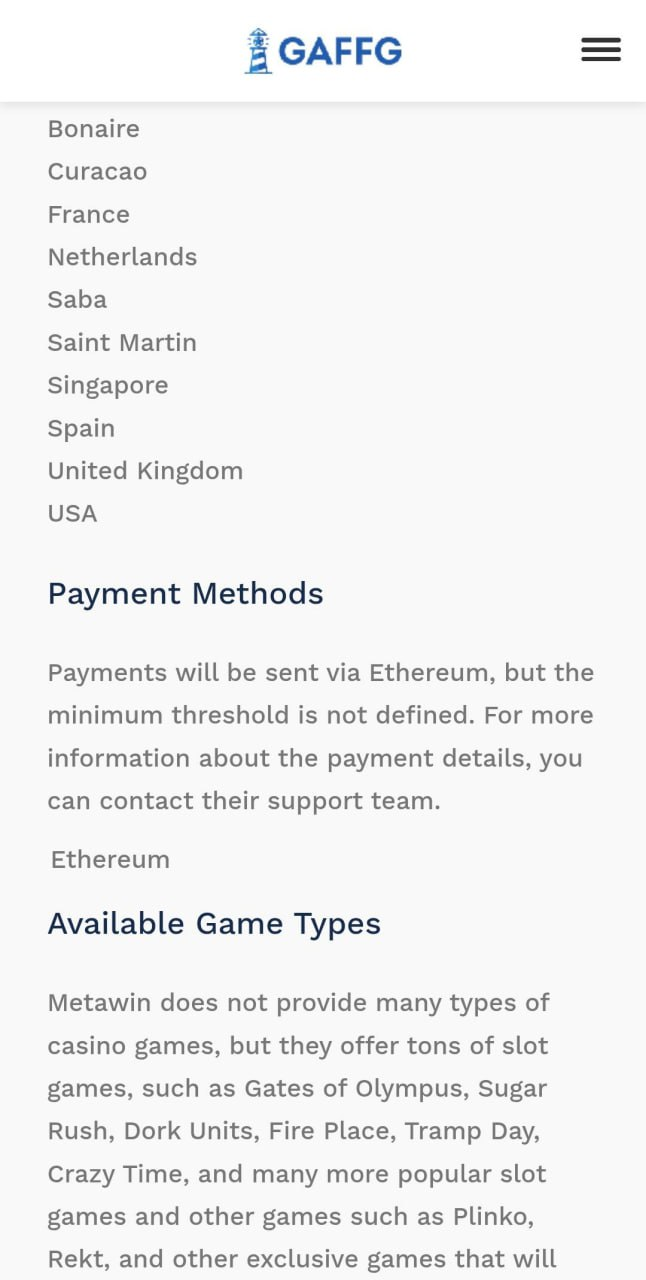 GAFFG
Bonaire
Curacao
France
Netherlands
Saba
Saint Martin
Singapore
Spain
United Kingdom
USA
Payment Methods
Payments will be sent via Ethereum, but the
minimum threshold is not defined. For more
information about the payment details, you
can contact their support team.
Ethereum
Available Game Types
Metawin does not provide many types of
casino games, but they offer tons of slot
games, such as Gates of Olympus, Sugar
Rush, Dork Units, Fire Place, Tramp Day,
Crazy Time, and many more popular slot
games and other games such as Plinko,
Rekt, and other exclusive games that will